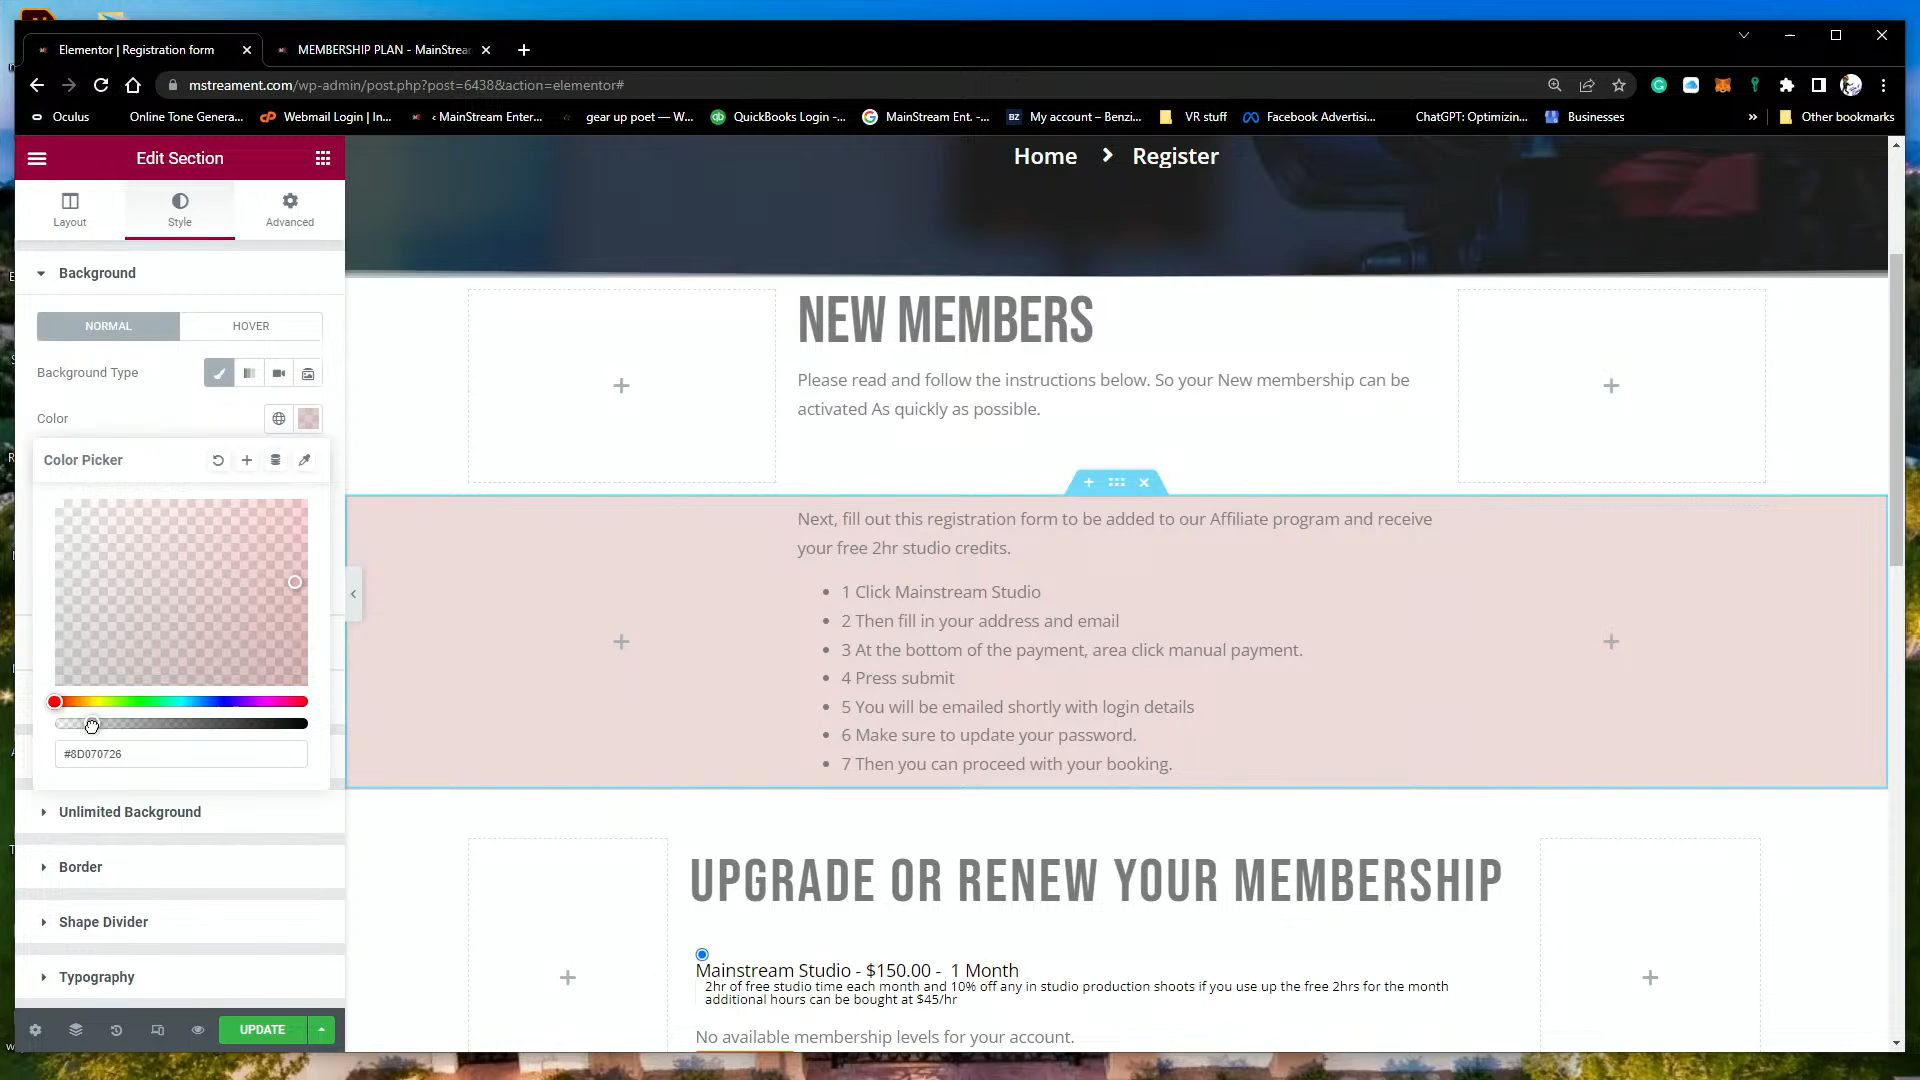 Elementor | Registration form
MEMBERSHIP PLAN - MainStrear
mstreament.com/wp-admin/post.php?post=6438&action=elementor#
Oculus
Online Tone Genera...
Webmail Login | In...
‹ MainStream Enter...
gear up poet — W...
QuickBooks Login -...
MainStream Ent. -...
BZ My account – Benzi...
VR stuff
Facebook Advertisi...
ChatGPT: Optimizin...
Businesses
»
Other bookmarks
Edit Section
Home > Register
Layout
Style
Advanced
Background
NORMAL
HOVER
Background Type
Color
Color Picker
#8D070726
Unlimited Background
Border
Shape Divider
Typography
UPDATE
NEW MEMBERS
Please read and follow the instructions below. So your New membership can be
activated As quickly as possible.
Next, fill out this registration form to be added to our Affiliate program and receive
your free 2hr studio credits.
• 1 Click Mainstream Studio
• 2 Then fill in your address and email
• 3 At the bottom of the payment, area click manual payment.
• 4 Press submit
• 5 You will be emailed shortly with login details
• 6 Make sure to update your password.
• 7 Then you can proceed with your booking.
UPGRADE OR RENEW YOUR MEMBERSHIP
Mainstream Studio - $150.00 - 1 Month
2hr of free studio time each month and 10% off any in studio production shoots if you use up the free 2hrs for the month
additional hours can be bought at $45/hr
No available membership levels for your account.